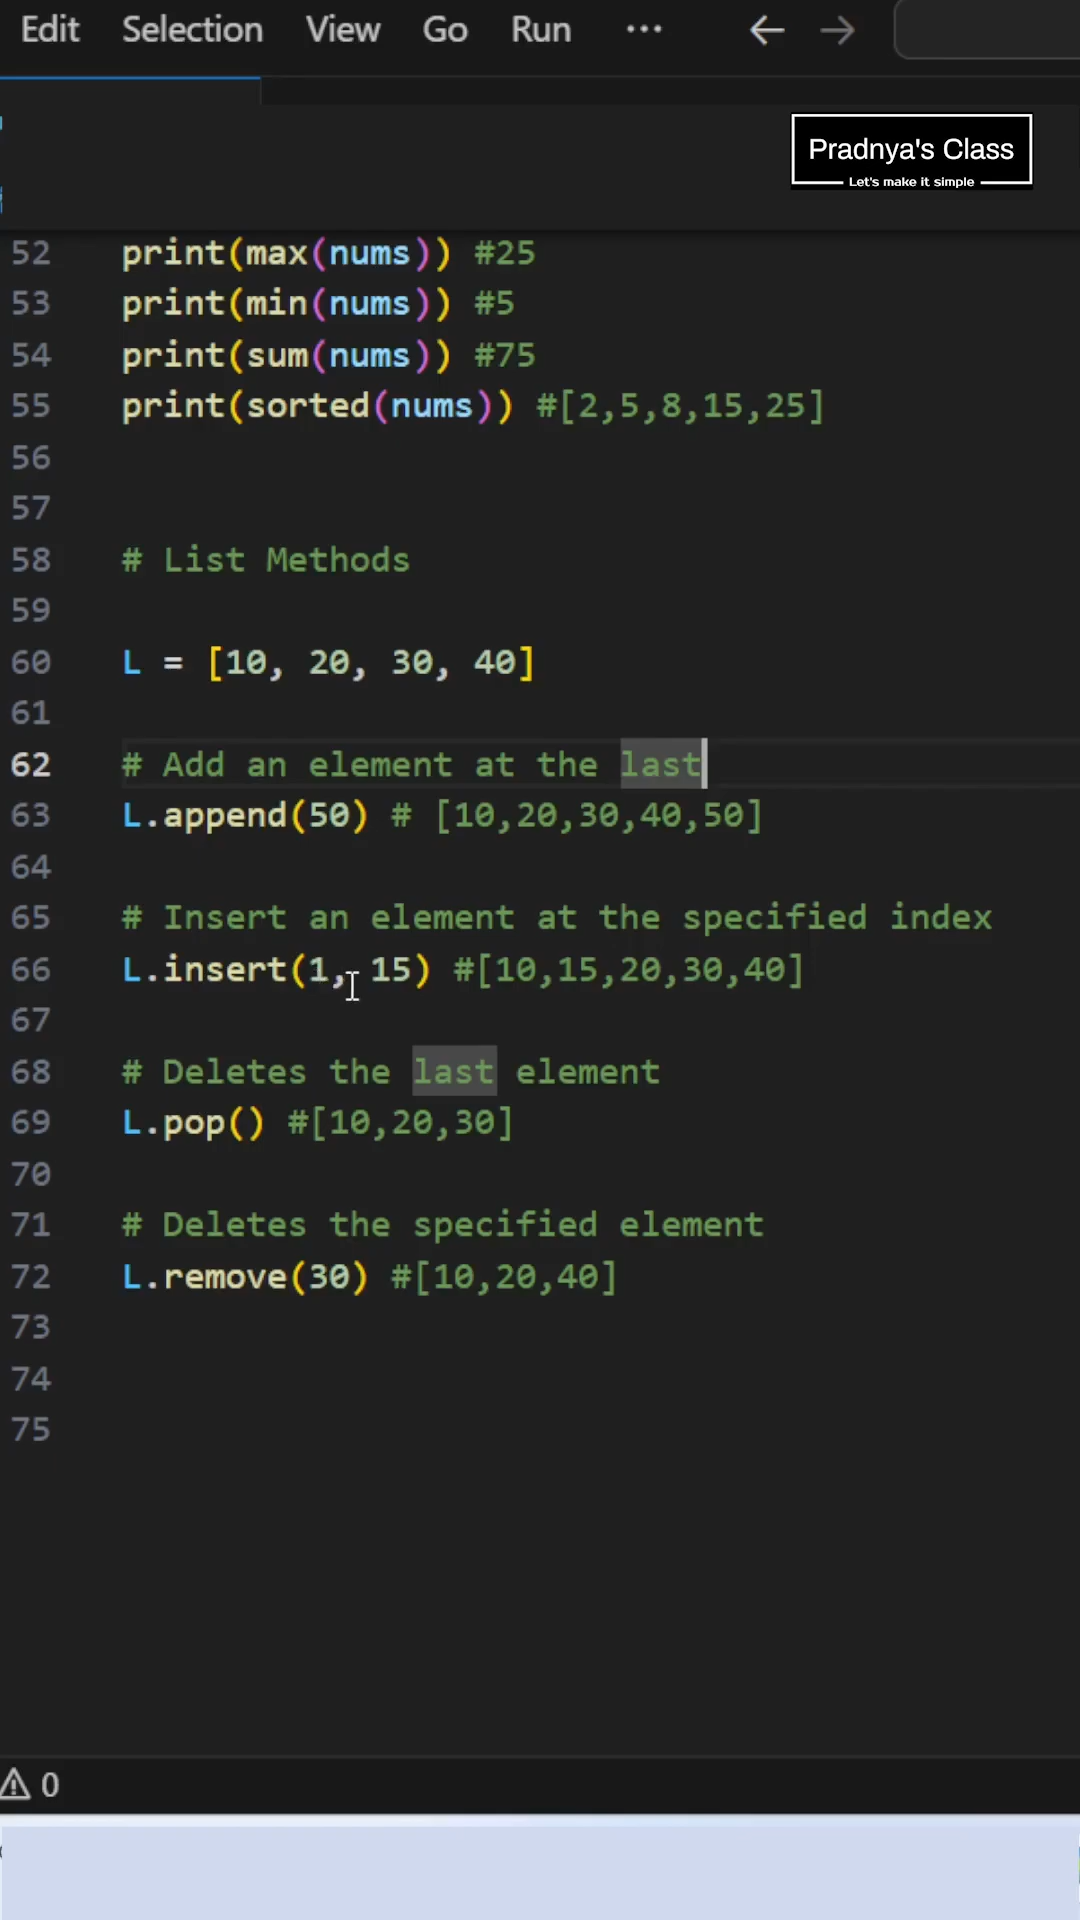 Edit Selection View Go Run ...
Pradnya's Class
Let's make it simple
52 print(max(nums)) #25
53 print(min(nums)) #5
54 print(sum(nums)) #75
55 print(sorted(nums)) #[2,5,8,15,25]
56
57
58 # List Methods
59
60 L = [10, 20, 30, 40]
61
62 # Add an element at the last
63 L.append(50) # [10,20,30,40,50]
64
65 # Insert an element at the specified index
66 L.insert(1, 15) #[10,15,20,30,40]
67
68 # Deletes the last element
69 L.pop() #[10,20,30]
70
71 # Deletes the specified element
72 L.remove(30) #[10,20,40]
73
74
75
0